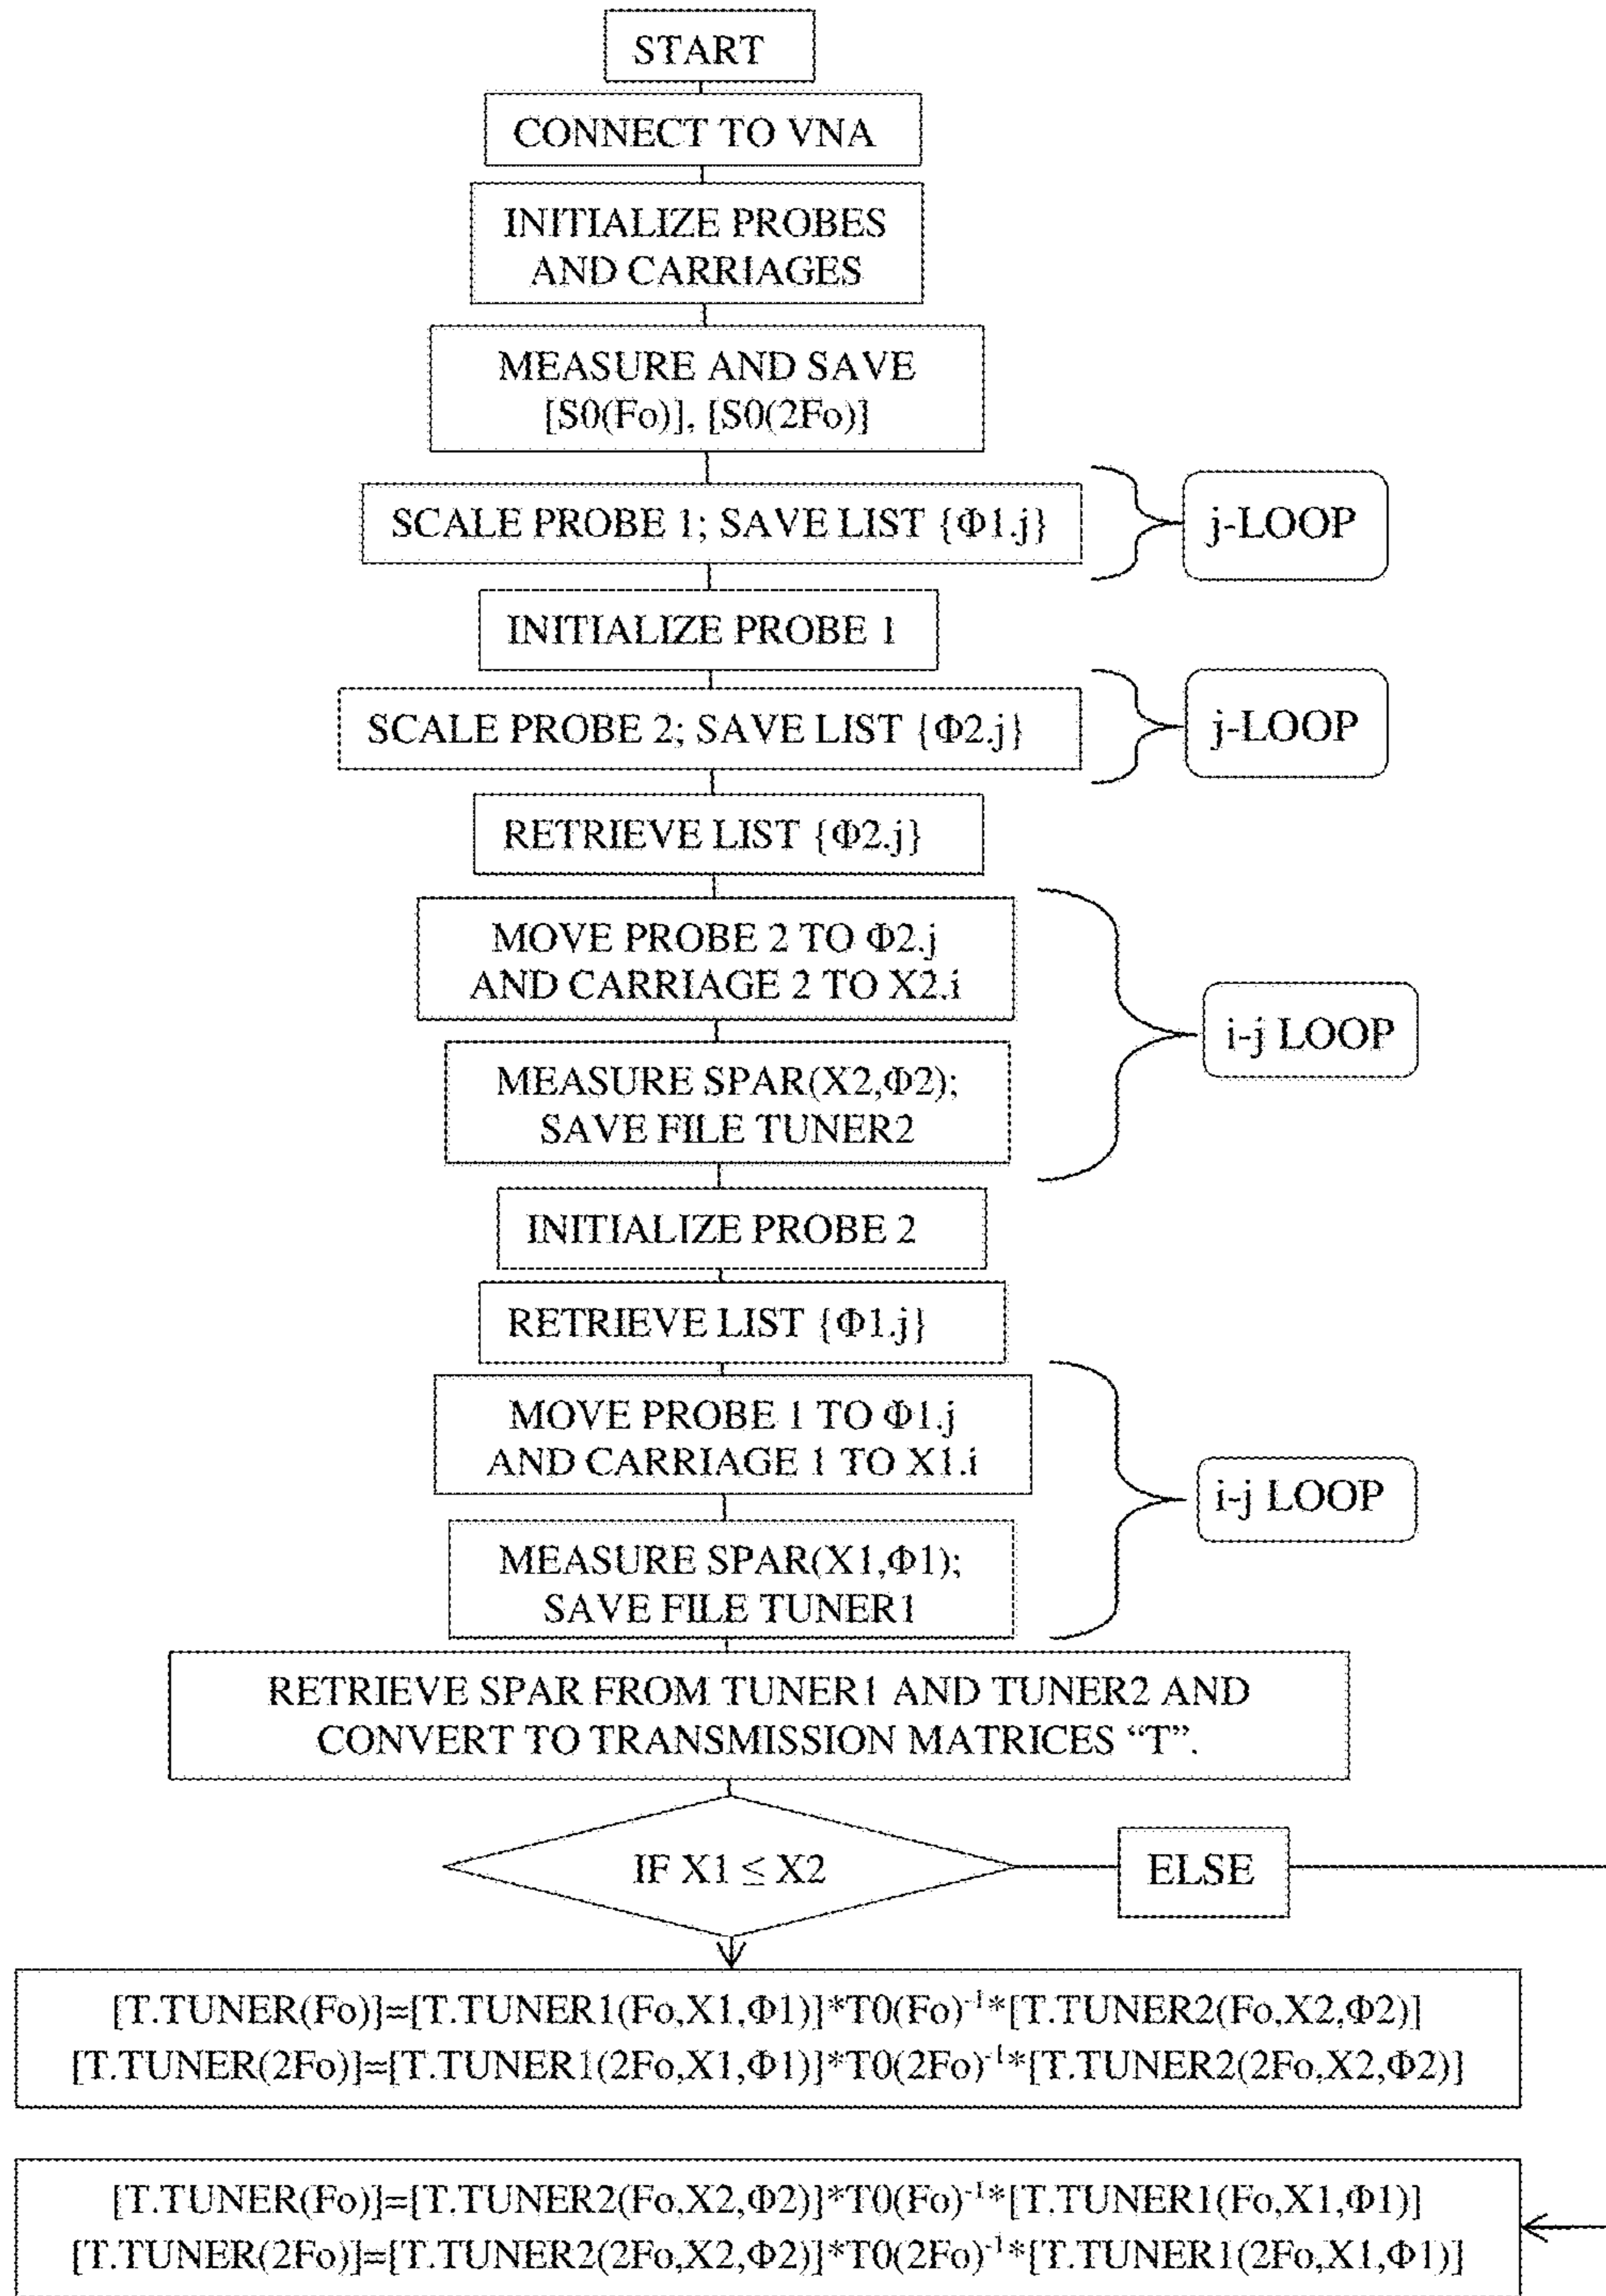 START
CONNECT TO VNA
INITIALIZE PROBES
AND CARRIAGES
MEASURE AND SAVE
[S0(Fo)], [S0(2Fo)]
SCALE PROBE 1; SAVE LIST {Φ1.j}
j-LOOP
INITIALIZE PROBE 1
SCALE PROBE 2; SAVE LIST {Φ2.j}
j-LOOP
RETRIEVE LIST {Φ2.j}
MOVE PROBE 2 TO Φ2.j
AND CARRIAGE 2 TO X2.i
i-j LOOP
MEASURE SPAR(X2,Φ2);
SAVE FILE TUNER2
INITIALIZE PROBE 2
RETRIEVE LIST {Φ1.j}
MOVE PROBE 1 TO Φ1.j
AND CARRIAGE 1 TO X1.i
i-j LOOP
MEASURE SPAR(X1,Φ1);
SAVE FILE TUNER1
RETRIEVE SPAR FROM TUNER1 AND TUNER2 AND
CONVERT TO TRANSMISSION MATRICES “T”.
IF X1 ≤ X2
ELSE
[T.TUNER(Fo)]=[T.TUNER1(Fo,X1,Φ1)]*T0(Fo)⁻¹*[T.TUNER2(Fo,X2,Φ2)]
[T.TUNER(2Fo)]=[T.TUNER1(2Fo,X1,Φ1)]*T0(2Fo)⁻¹*[T.TUNER2(2Fo,X2,Φ2)]
[T.TUNER(Fo)]=[T.TUNER2(Fo,X2,Φ2)]*T0(Fo)⁻¹*[T.TUNER1(Fo,X1,Φ1)]
[T.TUNER(2Fo)]=[T.TUNER2(2Fo,X2,Φ2)]*T0(2Fo)⁻¹*[T.TUNER1(2Fo,X1,Φ1)]